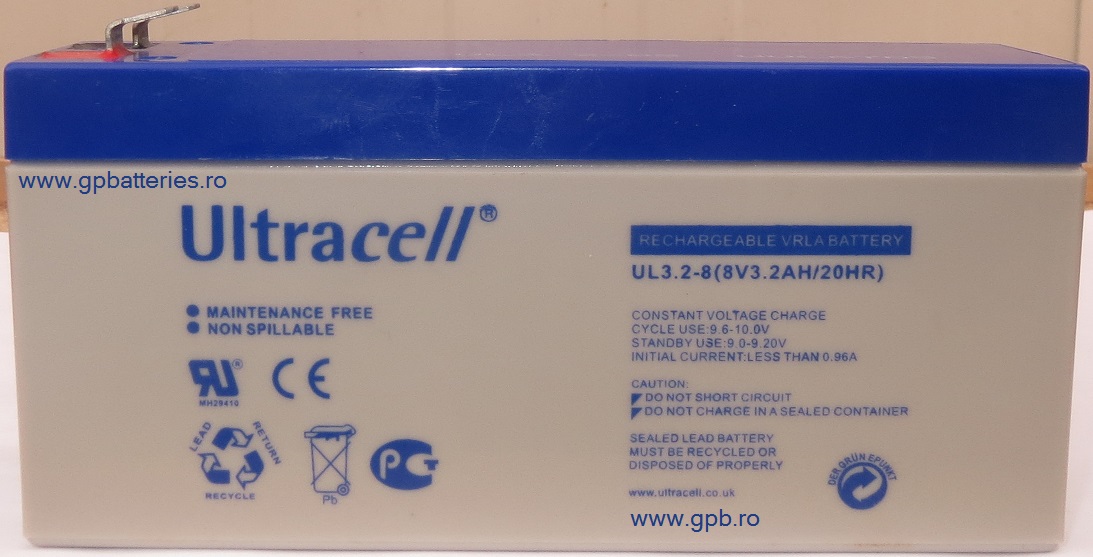 www.gpbatteries.ro
Ultracell®
MAINTENANCE FREE
NON SPILLABLE
MH29410
CE
LEAD RETURN
RECYCLE
Pb
RECHARGEABLE VRLA BATTERY
UL3.2-8(8V3.2AH/20HR)
CONSTANT VOLTAGE CHARGE
CYCLE USE:9.6-10.0V
STANDBY USE:9.0-9.20V
INITIAL CURRENT:LESS THAN 0.96A
CAUTION:
DO NOT SHORT CIRCUIT
DO NOT CHARGE IN A SEALED CONTAINER
SEALED LEAD BATTERY
MUST BE RECYCLED OR
DISPOSED OF PROPERLY
DER GRÜN EPUNKT
www.ultracell.co.uk
www.gpb.ro